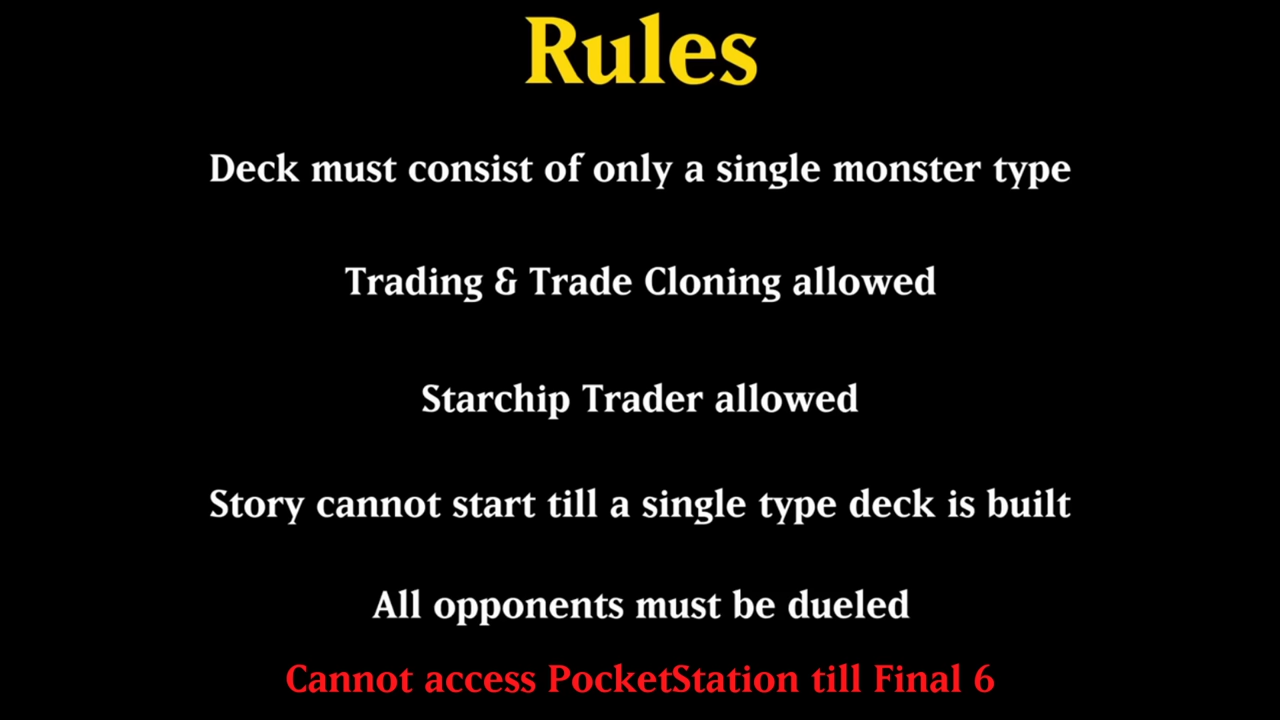 Rules
Deck must consist of only a single monster type
Trading & Trade Cloning allowed
Starchip Trader allowed
Story cannot start till a single type deck is built
All opponents must be dueled
Cannot access PocketStation till Final 6